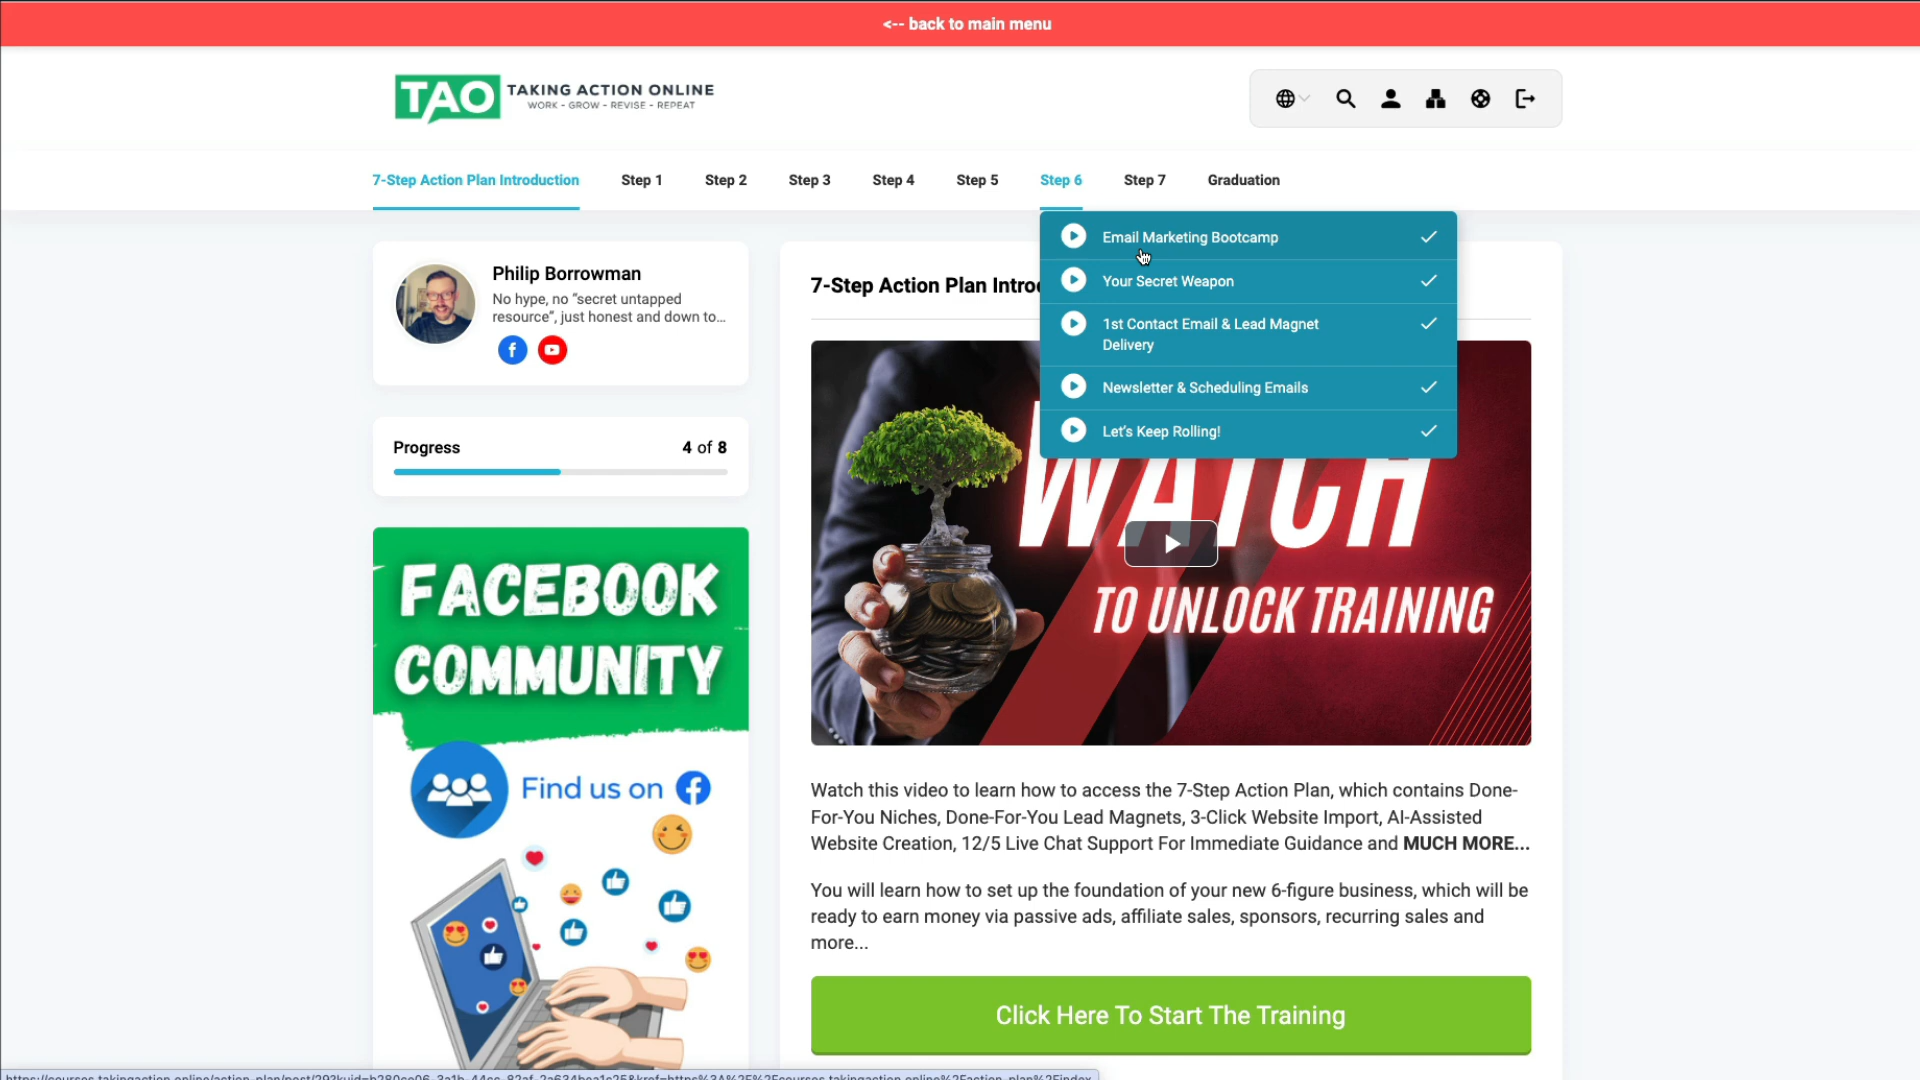 <-- back to main menu
TAO TAKING ACTION ONLINE
WORK - GROW - REVISE - REPEAT
7-Step Action Plan Introduction Step 1 Step 2 Step 3 Step 4 Step 5 Step 6 Step 7 Graduation
Email Marketing Bootcamp
Your Secret Weapon
1st Contact Email & Lead Magnet
Delivery
Newsletter & Scheduling Emails
Let's Keep Rolling!
Philip Borrowman
No hype, no "secret untapped
resource", just honest and down to...
Progress 4 of 8
FACEBOOK
COMMUNITY
Find us on
7-Step Action Plan Intro
WATCH
TO UNLOCK TRAINING
Watch this video to learn how to access the 7-Step Action Plan, which contains Done-
For-You Niches, Done-For-You Lead Magnets, 3-Click Website Import, AI-Assisted
Website Creation, 12/5 Live Chat Support For Immediate Guidance and MUCH MORE...
You will learn how to set up the foundation of your new 6-figure business, which will be
ready to earn money via passive ads, affiliate sales, sponsors, recurring sales and
more...
Click Here To Start The Training